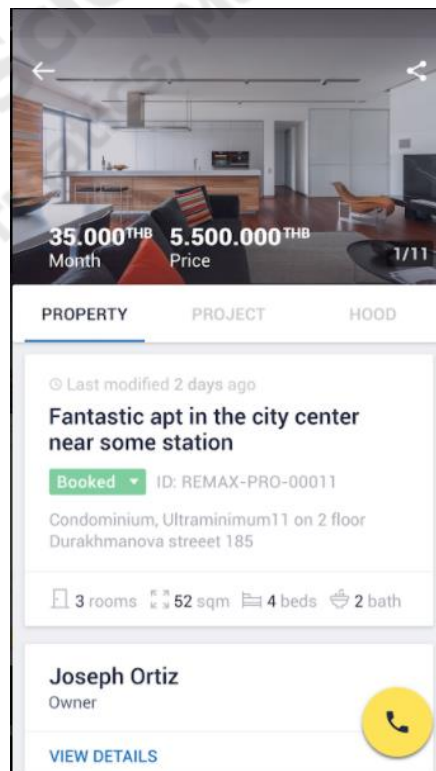 35.000THB 5.500.000THB
Month Price 1/11
PROPERTY PROJECT HOOD
Last modified 2 days ago
Fantastic apt in the city center
near some station
Booked ID: REMAX-PRO-00011
Condominium, Ultraminimum11 on 2 floor
Durakhmanova streeet 185
3 rooms 52 sqm 4 beds 2 bath
Joseph Ortiz
Owner
VIEW DETAILS